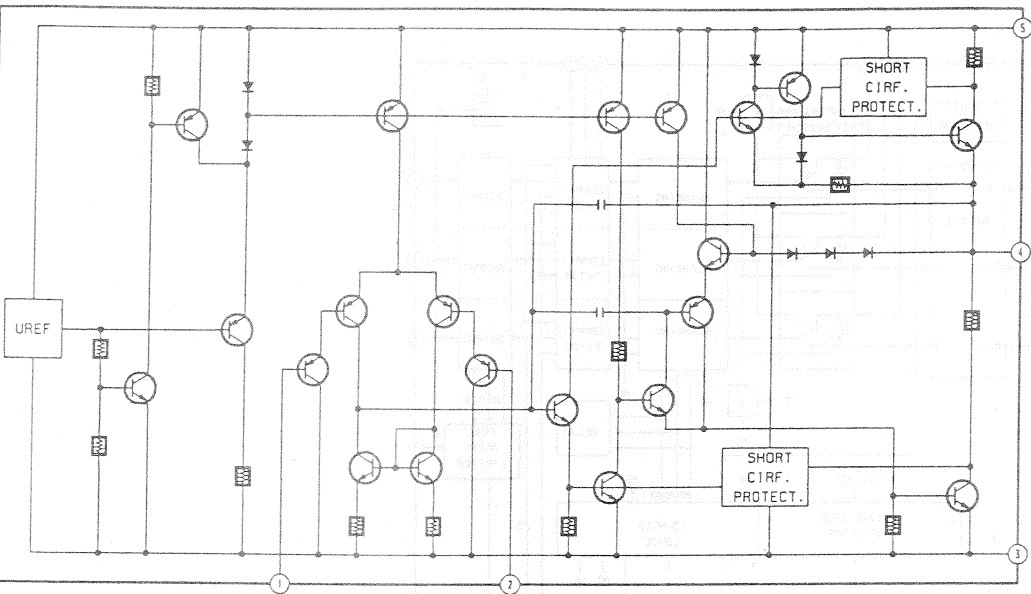 5
SHORT
CIRF.
PROTECT.
4
UREF
SHORT
CIRF.
PROTECT.
3
1
2